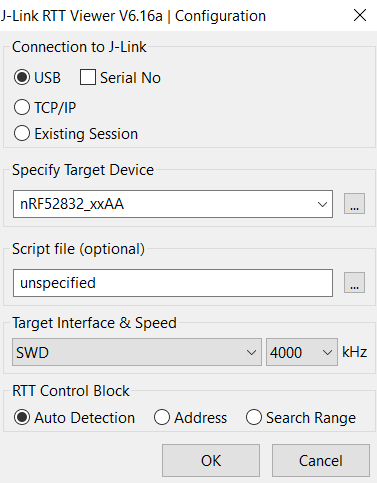 J-Link RTT Viewer V6.16a | Configuration
Connection to J-Link
USB Serial No
TCP/IP
Existing Session
Specify Target Device
nRF52832_xxAA
...
Script file (optional)
unspecified
...
Target Interface & Speed
SWD 4000 kHz
RTT Control Block
Auto Detection Address Search Range
OK Cancel